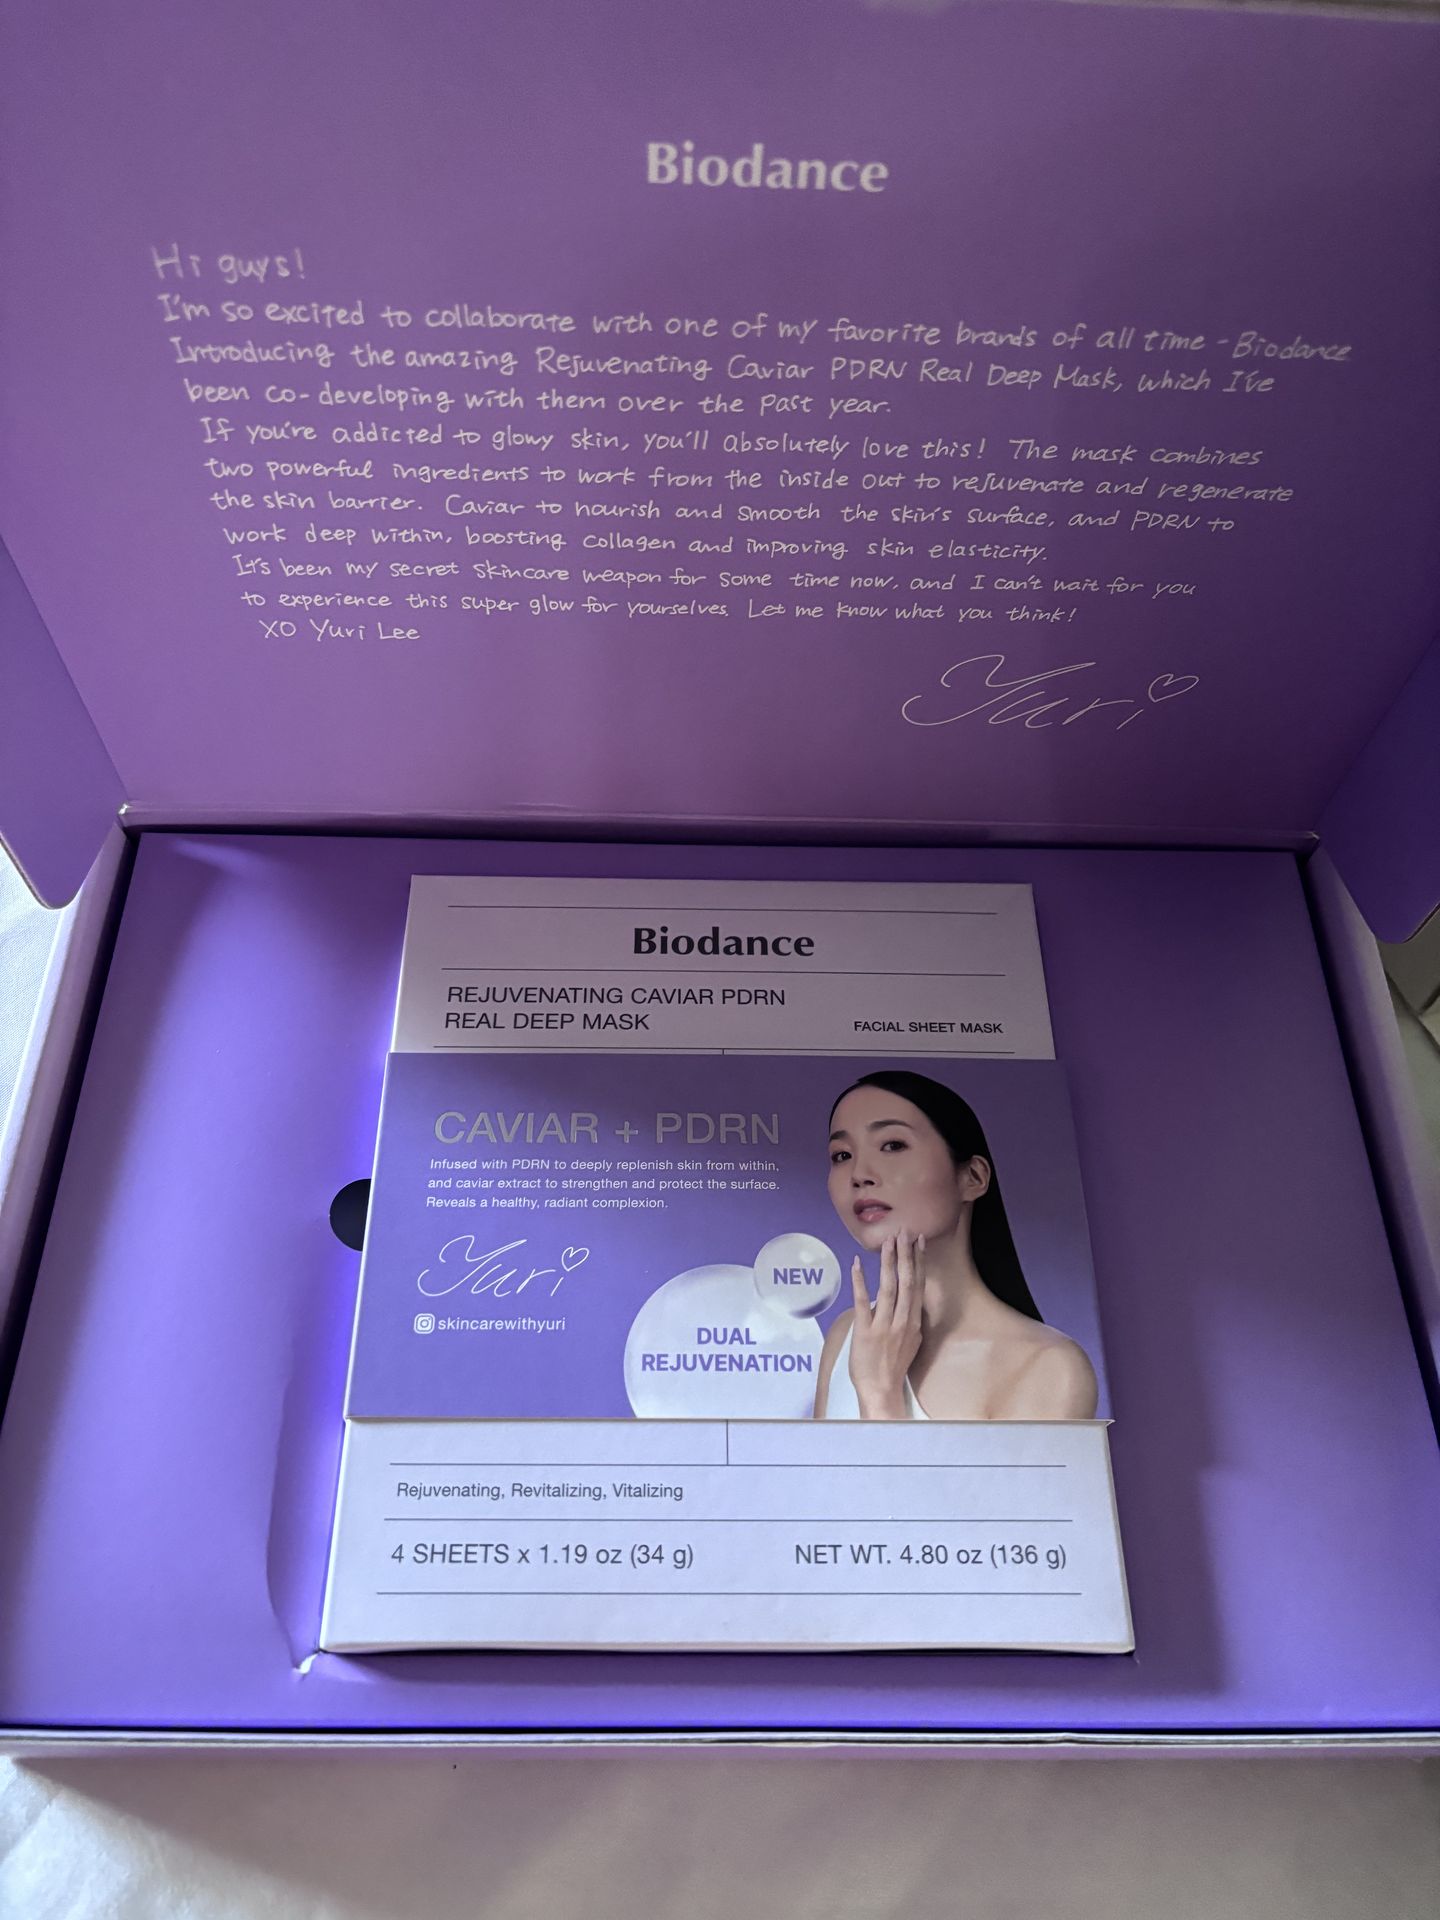 Biodance
Hi guys!
I'm so excited to collaborate with one of my favorite brands of all time - Biodance
Introducing the amazing Rejuvenating Caviar PDRN Real Deep Mask, which I've
been co-developing with them over the past year.
If you're addicted to glowy skin, you'll absolutely love this! The mask combines
two powerful ingredients to work from the inside out to rejuvenate and regenerate
the skin barrier. Caviar to nourish and smooth the skin's surface, and PDRN to
work deep within, boosting collagen and improving skin elasticity.
It's been my secret skincare weapon for some time now, and I can't wait for you
to experience this super glow for yourselves. Let me know what you think!
XO Yuri Lee
Yuri
Biodance
REJUVENATING CAVIAR PDRN
REAL DEEP MASK
FACIAL SHEET MASK
CAVIAR + PDRN
Infused with PDRN to deeply replenish skin from within,
and caviar extract to strengthen and protect the surface.
Reveals a healthy, radiant complexion.
Yuri
skincarewithyuri
NEW
DUAL
REJUVENATION
Rejuvenating, Revitalizing, Vitalizing
4 SHEETS x 1.19 oz (34 g)
NET WT. 4.80 oz (136 g)